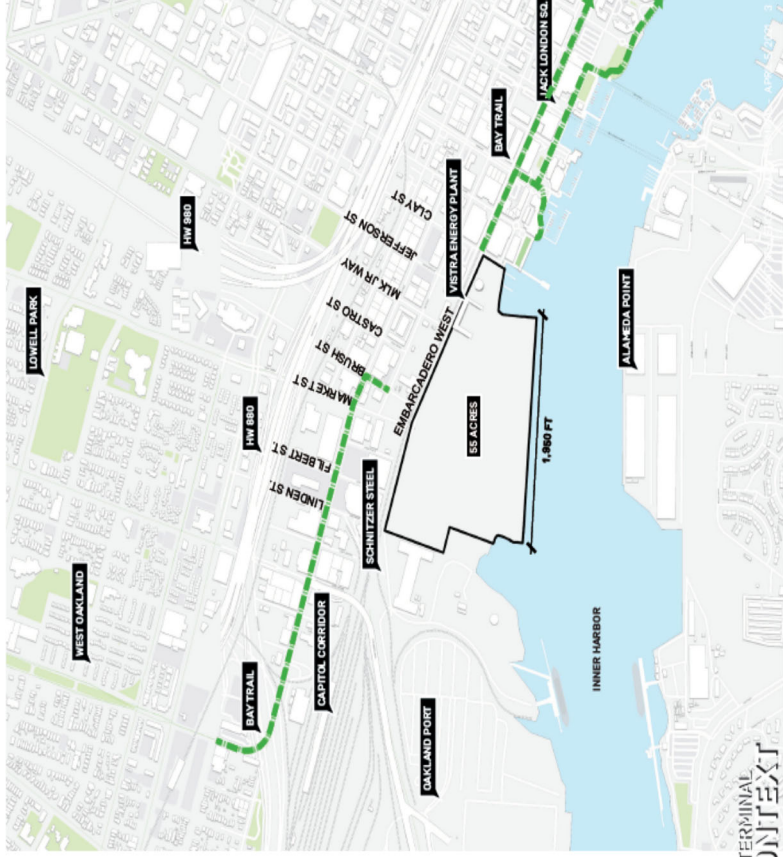 LOWELL PARK
HW 980
WEST OAKLAND
HW 880
JACK LONDON SQ.
BAY TRAIL
CLAY ST
JEFFERSON ST
MLK JR WAY
CASTRO ST
BRUSH ST
MARKET ST
FILBERT ST.
LINDEN ST.
VISTRA ENERGY PLANT
EMBARCADERO WEST
SCHNITZER STEEL
55 ACRES
1,950 FT
BAY TRAIL
CAPITOL CORRIDOR
OAKLAND PORT
INNER HARBOR
ALAMEDA POINT
TERMINAL
ONTEXT